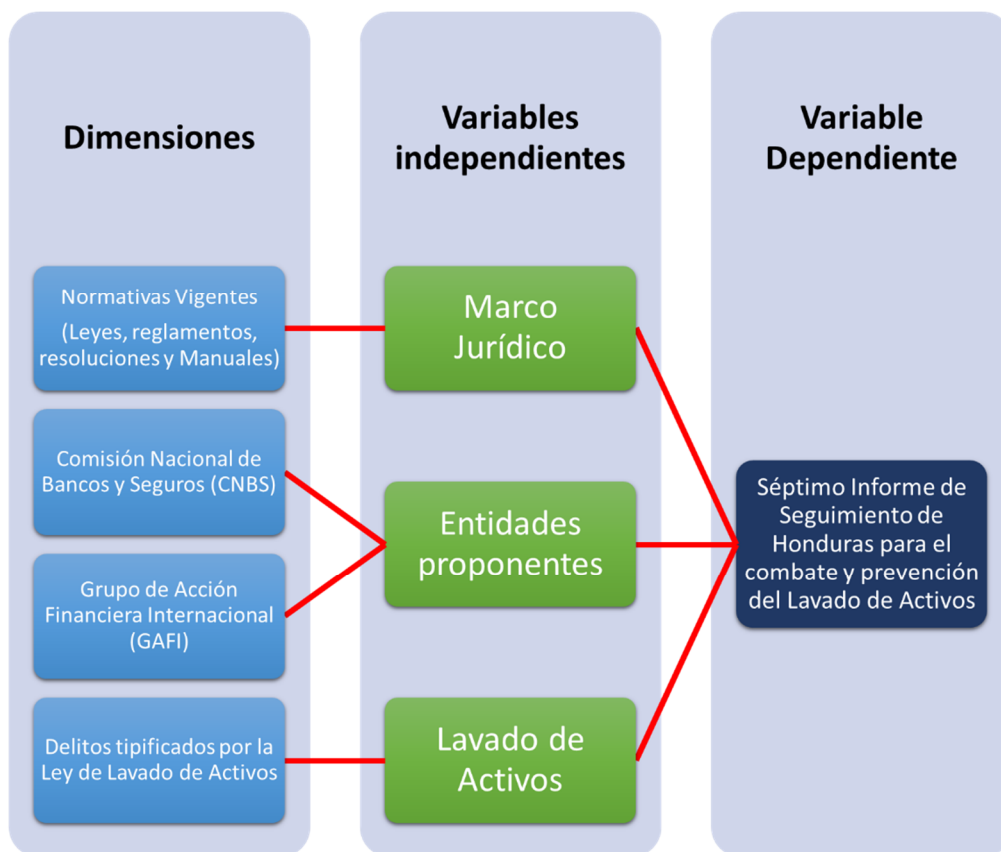 Dimensiones
Normativas Vigentes
(Leyes, reglamentos,
resoluciones y Manuales)
Comisión Nacional de
Bancos y Seguros (CNBS)
Grupo de Acción
Financiera Internacional
(GAFI)
Delitos tipificados por la
Ley de Lavado de Activos
Variables
independientes
Marco
Jurídico
Entidades
proponentes
Lavado de
Activos
Variable
Dependiente
Séptimo Informe de
Seguimiento de
Honduras para el
combate y prevención
del Lavado de Activos